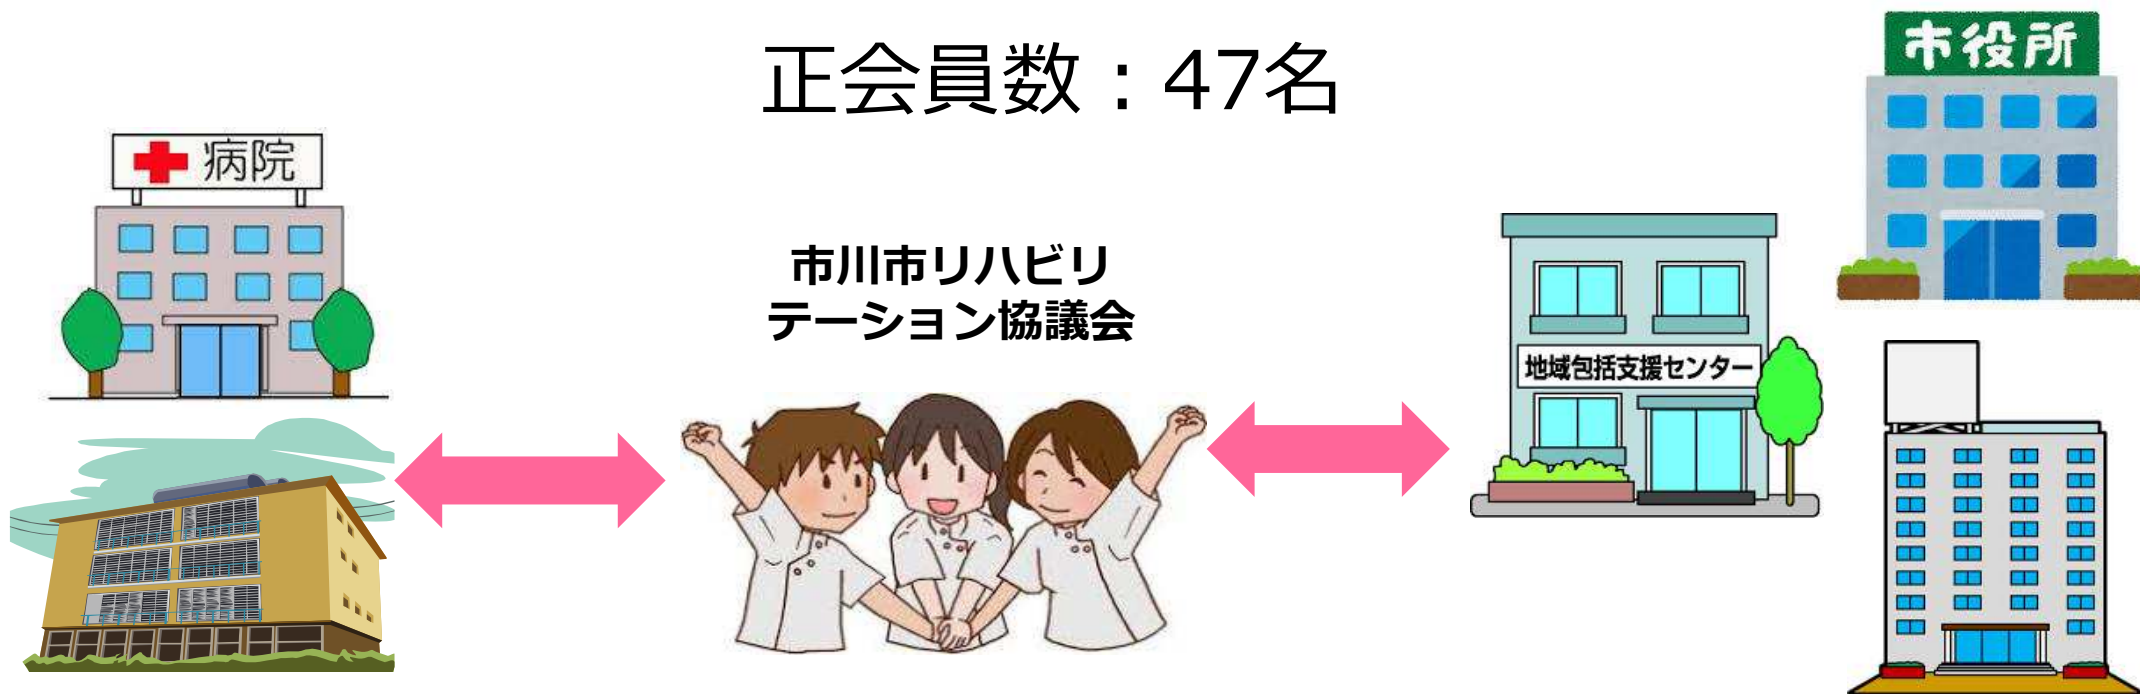 正会員数：47名
市役所
病院
市川市リハビリ
テーション協議会
地域包括支援センター